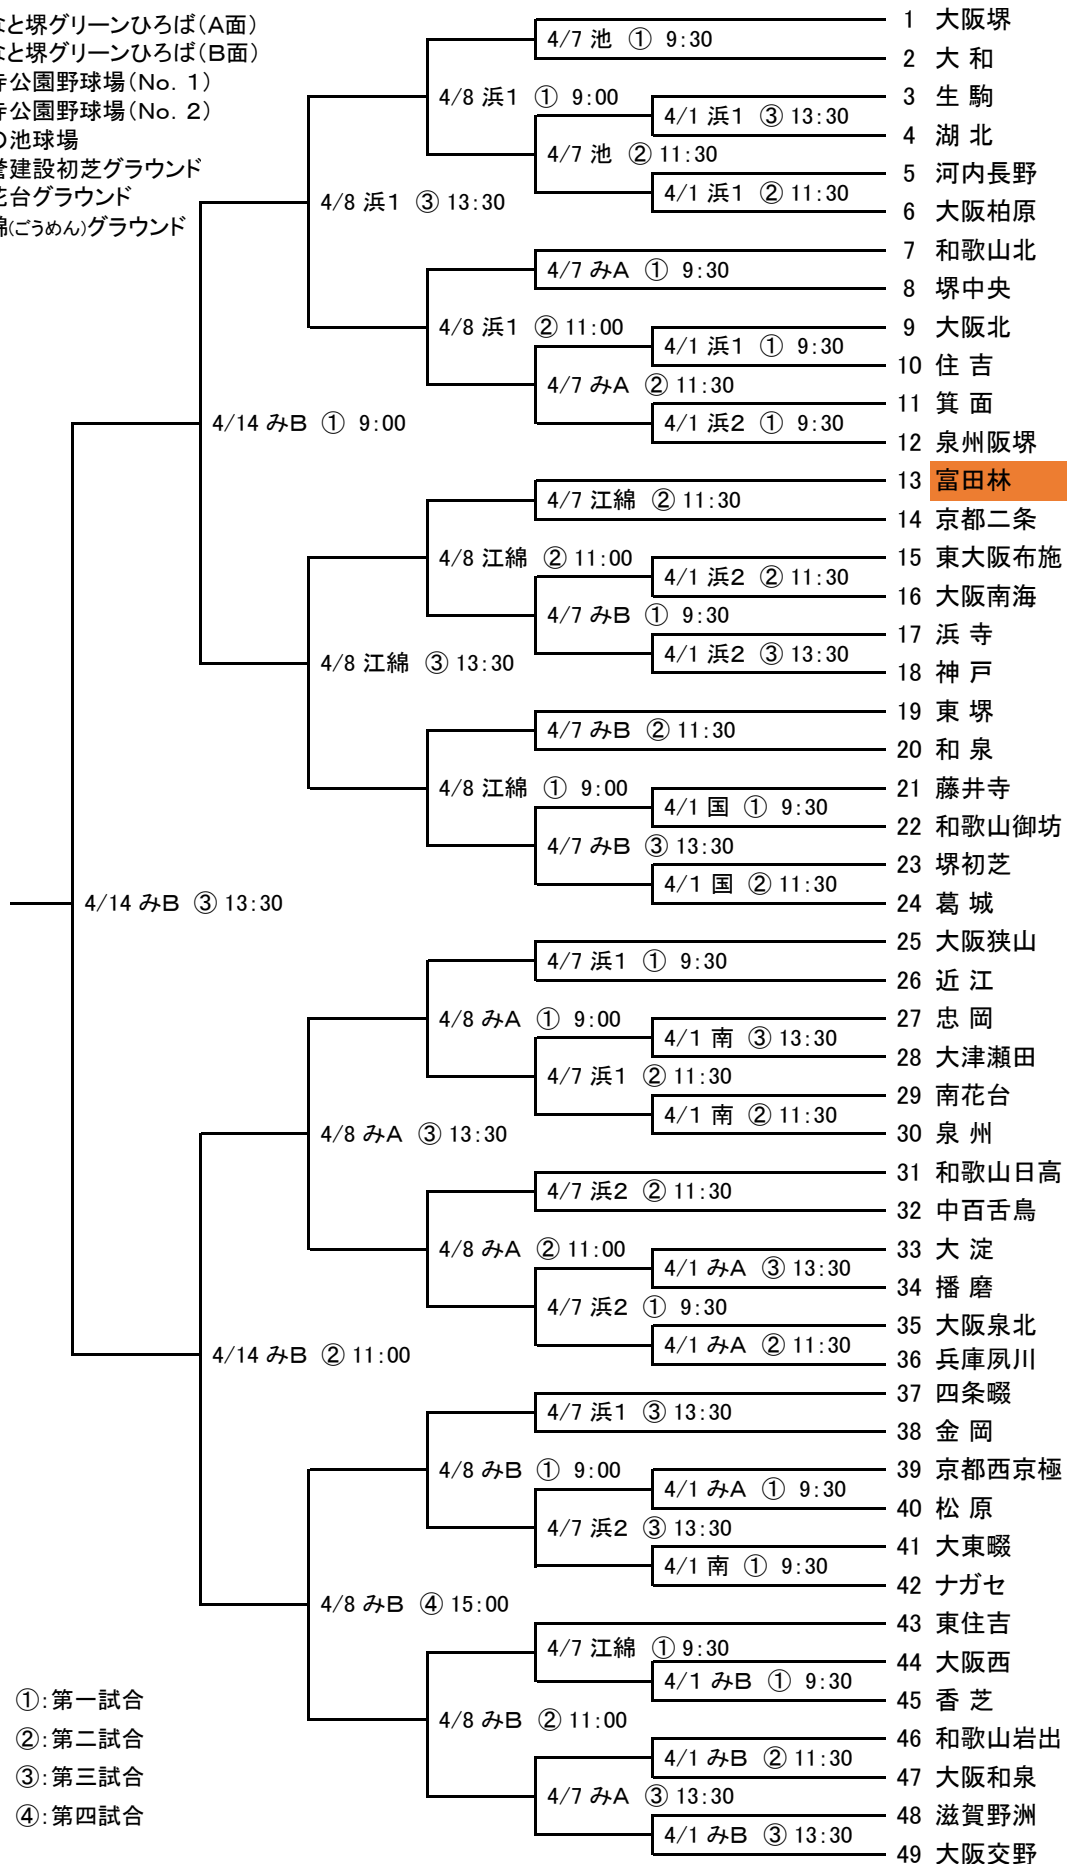 なと堺グリーンひろば(A面)
なと堺グリーンひろば(B面)
寺公園野球場(No. 1)
寺公園野球場(No. 2)
の池球場
誉建設初芝グラウンド
花台グラウンド
綿(ごうめん)グラウンド
1 大阪堺
4/7 池 ① 9:30
2 大 和
4/8 浜1 ① 9:00
3 生 駒
4/1 浜1 ③ 13:30
4 湖 北
4/7 池 ② 11:30
5 河内長野
4/1 浜1 ② 11:30
6 大阪柏原
4/8 浜1 ③ 13:30
7 和歌山北
4/7 みA ① 9:30
8 堺中央
4/8 浜1 ② 11:00
9 大阪北
4/1 浜1 ① 9:30
10 住 吉
4/7 みA ② 11:30
11 箕 面
4/1 浜2 ① 9:30
12 泉州阪堺
4/14 みB ① 9:00
13 富田林
4/7 江綿 ② 11:30
14 京都二条
4/8 江綿 ② 11:00
15 東大阪布施
4/1 浜2 ② 11:30
16 大阪南海
4/7 みB ① 9:30
17 浜 寺
4/1 浜2 ③ 13:30
18 神 戸
4/8 江綿 ③ 13:30
19 東 堺
4/7 みB ② 11:30
20 和 泉
4/8 江綿 ① 9:00
21 藤井寺
4/1 国 ① 9:30
22 和歌山御坊
4/7 みB ③ 13:30
23 堺初芝
4/1 国 ② 11:30
24 葛 城
4/14 みB ③ 13:30
25 大阪狭山
4/7 浜1 ① 9:30
26 近 江
4/8 みA ① 9:00
27 忠 岡
4/1 南 ③ 13:30
28 大津瀬田
4/7 浜1 ② 11:30
29 南花台
4/1 南 ② 11:30
30 泉 州
4/8 みA ③ 13:30
31 和歌山日高
4/7 浜2 ② 11:30
32 中百舌鳥
4/8 みA ② 11:00
33 大 淀
4/1 みA ③ 13:30
34 播 磨
4/7 浜2 ① 9:30
35 大阪泉北
4/1 みA ② 11:30
36 兵庫夙川
4/14 みB ② 11:00
37 四条畷
4/7 浜1 ③ 13:30
38 金 岡
4/8 みB ① 9:00
39 京都西京極
4/1 みA ① 9:30
40 松 原
4/7 浜2 ③ 13:30
41 大東畷
4/1 南 ① 9:30
42 ナガセ
4/8 みB ④ 15:00
43 東住吉
4/7 江綿 ① 9:30
44 大阪西
4/1 みB ① 9:30
45 香 芝
4/8 みB ② 11:00
46 和歌山岩出
4/1 みB ② 11:30
47 大阪和泉
4/7 みA ③ 13:30
48 滋賀野洲
4/1 みB ③ 13:30
49 大阪交野
①:第一試合
②:第二試合
③:第三試合
④:第四試合